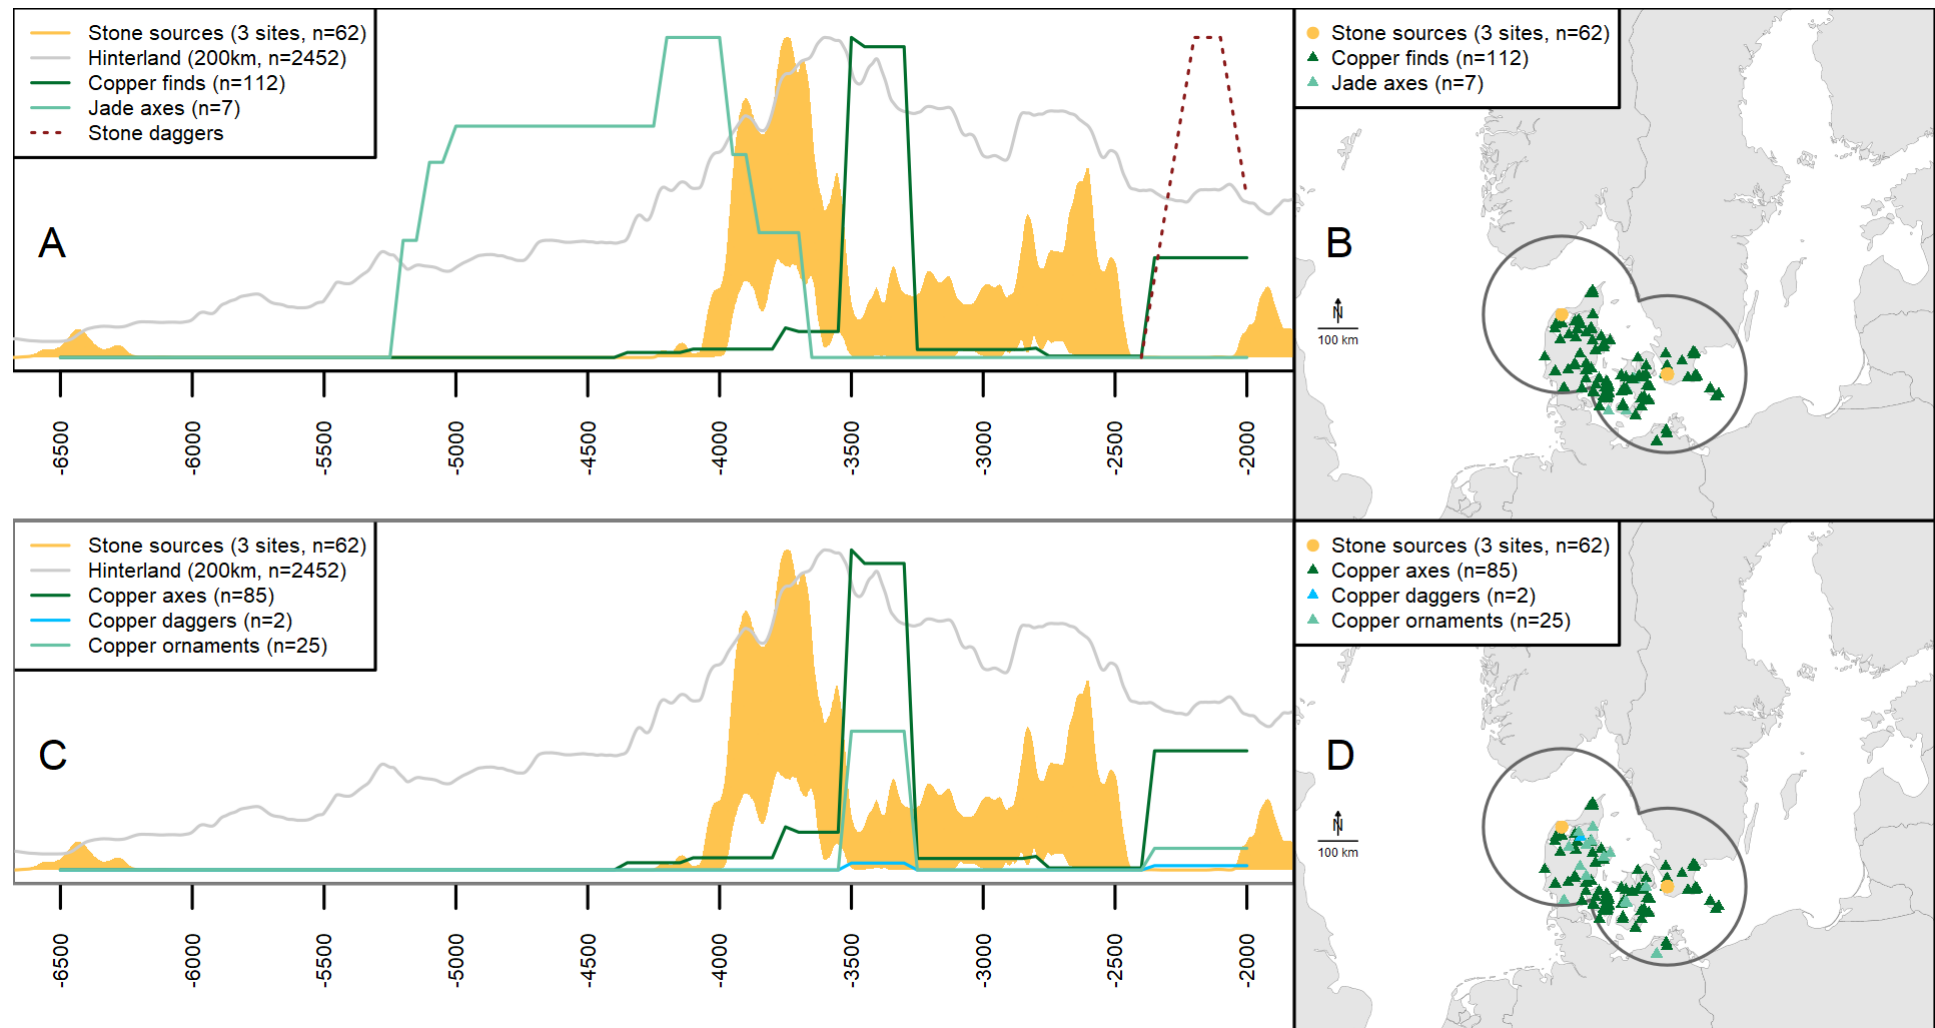 Stone sources (3 sites, n=62)
Hinterland (200km, n=2452)
Copper finds (n=112)
Jade axes (n=7)
Stone daggers
A
-6500
-6000
-5500
-5000
-4500
-4000
-3500
-3000
-2500
-2000
Stone sources (3 sites, n=62)
Copper finds (n=112)
Jade axes (n=7)
B
N
100 km
Stone sources (3 sites, n=62)
Hinterland (200km, n=2452)
Copper axes (n=85)
Copper daggers (n=2)
Copper ornaments (n=25)
C
-6500
-6000
-5500
-5000
-4500
-4000
-3500
-3000
-2500
-2000
Stone sources (3 sites, n=62)
Copper axes (n=85)
Copper daggers (n=2)
Copper ornaments (n=25)
D
N
100 km